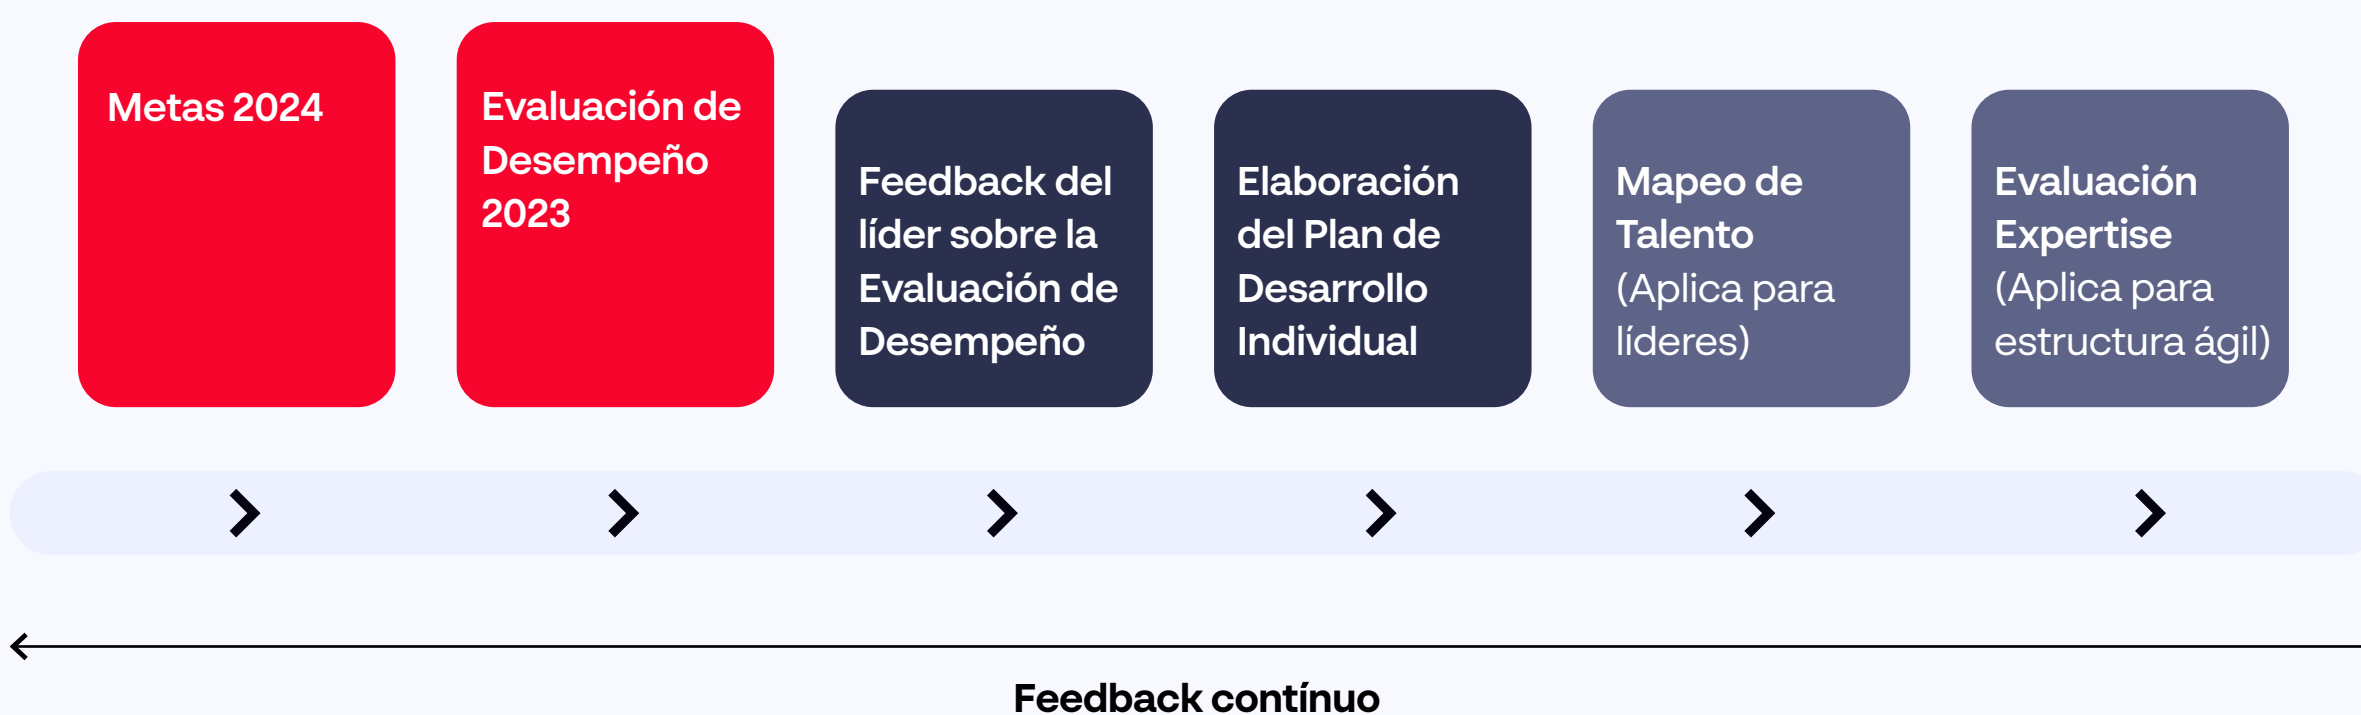 Metas 2024
Evaluación de
Desempeño
2023
Feedback del
líder sobre la
Evaluación de
Desempeño
Elaboración
del Plan de
Desarrollo
Individual
Mapeo de
Talento
(Aplica para
líderes)
Evaluación
Expertise
(Aplica para
estructura ágil)
Feedback contínuo